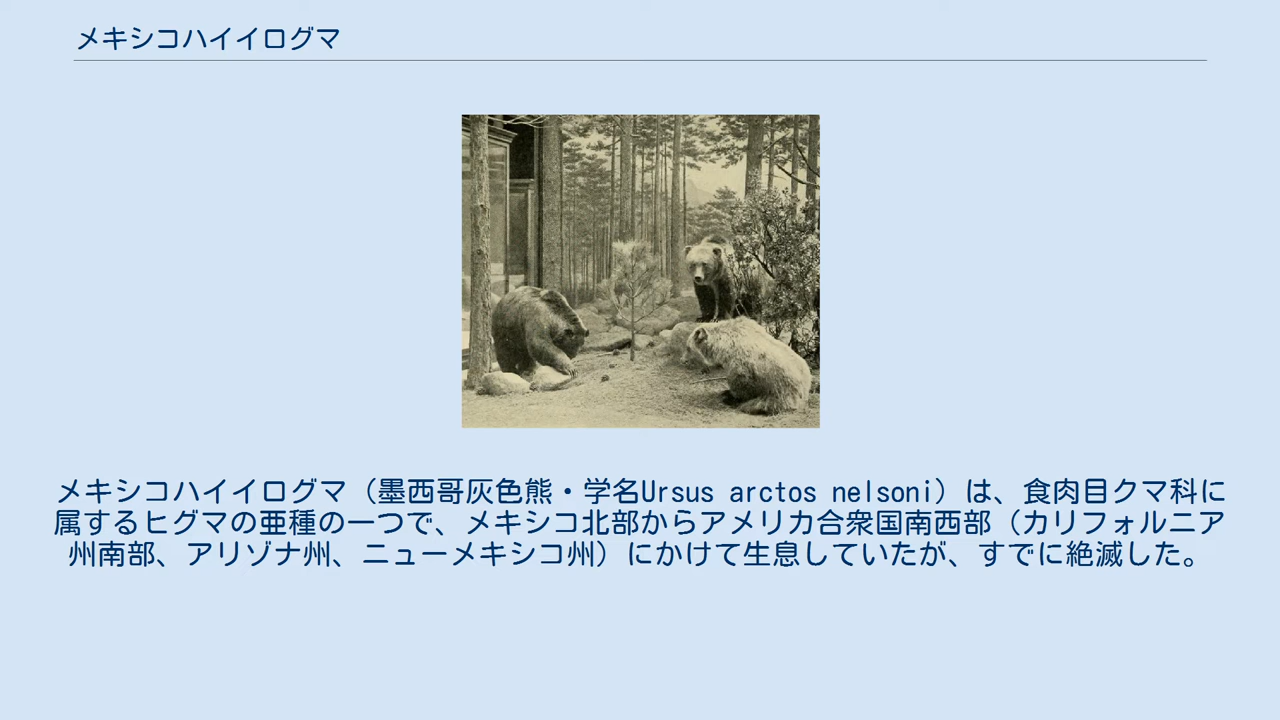 メキシコハイイログマ
メキシコハイイログマ（墨西哥灰色熊・学名Ursus arctos nelsoni）は、食肉目クマ科に
属するヒグマの亜種の一つで、メキシコ北部からアメリカ合衆国南西部（カリフォルニア
州南部、アリゾナ州、ニューメキシコ州）にかけて生息していたが、すでに絶滅した。